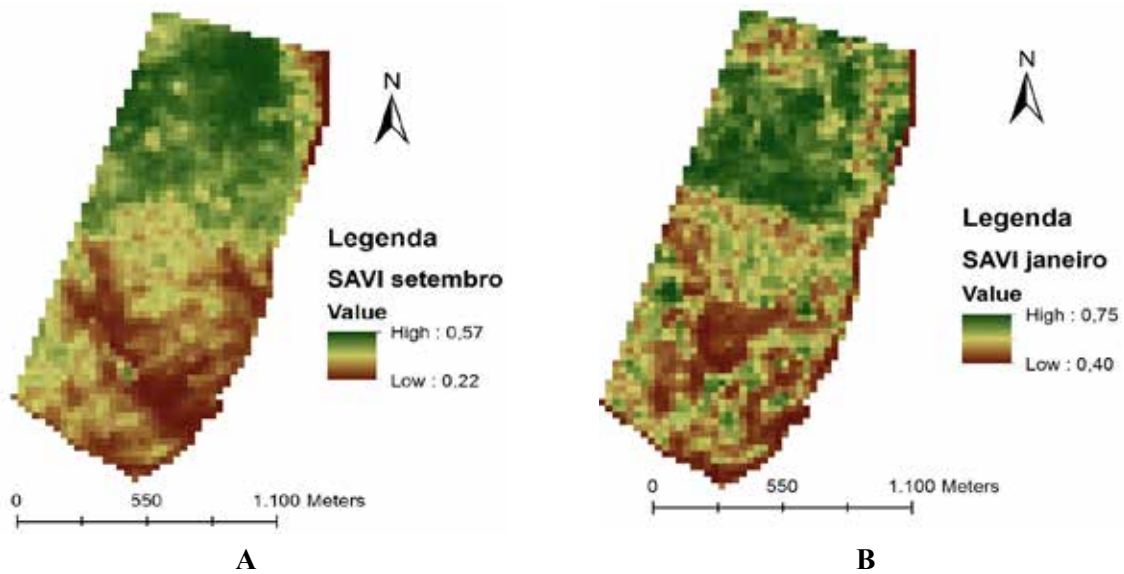 N
Legenda
SAVI setembro
Value
High : 0,57
Low : 0,22
0 550 1.100 Meters
A
N
Legenda
SAVI janeiro
Value
High : 0,75
Low : 0,40
0 550 1.100 Meters
B